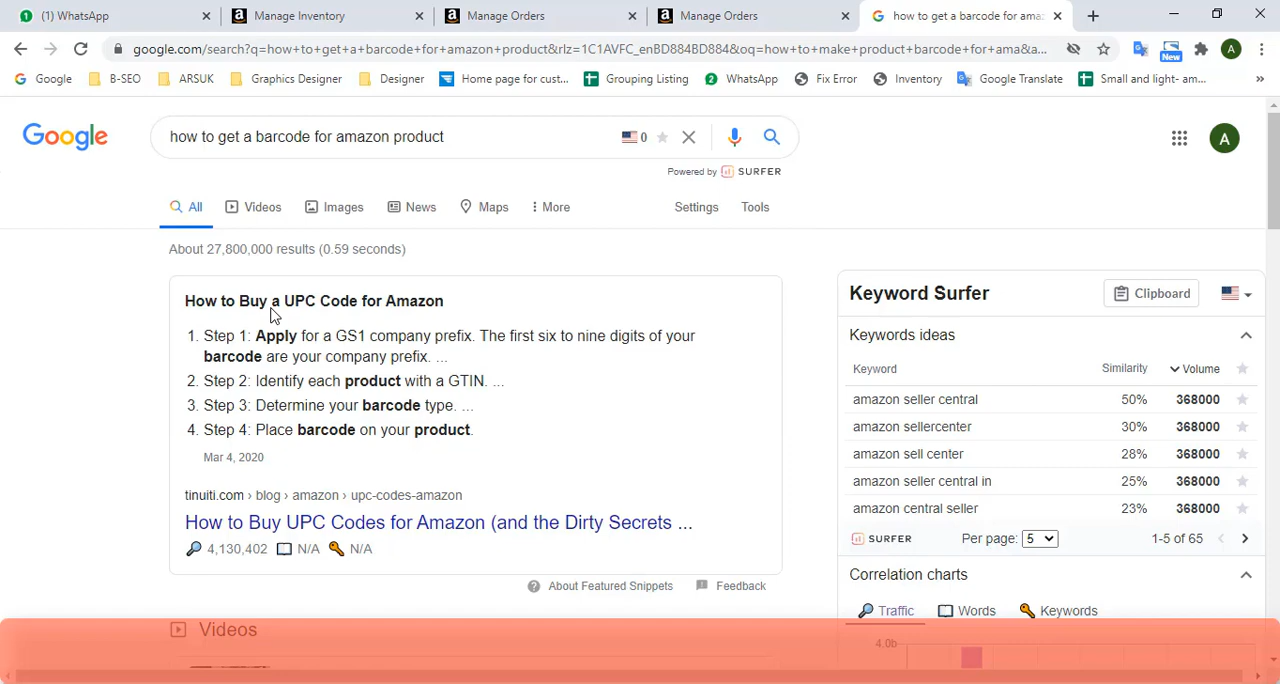 (1) WhatsApp
Manage Inventory
Manage Orders
Manage Orders
how to get a barcode for ama
google.com/search?q=how+to+get+a+barcode+for+amazon+product&rlz=1C1AVFC_enBD884BD884&oq=how+to+make+product+barcode+for+ama&a...
New
A
Google
B-SEO
ARSUK
Graphics Designer
Designer
Home page for cust...
Grouping Listing
2
WhatsApp
Fix Error
Inventory
Google Translate
Small and light- am...
»
Google
how to get a barcode for amazon product
0
A
Powered by SURFER
All
Videos
Images
News
Maps
More
Settings
Tools
About 27,800,000 results (0.59 seconds)
How to Buy a UPC Code for Amazon
1. Step 1: Apply for a GS1 company prefix. The first six to nine digits of your
barcode are your company prefix. ...
2. Step 2: Identify each product with a GTIN. ...
3. Step 3: Determine your barcode type. ...
4. Step 4: Place barcode on your product.
Mar 4, 2020
tinuiti.com › blog › amazon › upc-codes-amazon
How to Buy UPC Codes for Amazon (and the Dirty Secrets ...
4,130,402 N/A N/A
About Featured Snippets
Feedback
Videos
Keyword Surfer
Clipboard
Keywords ideas
Keyword Similarity Volume
amazon seller central 50% 368000
amazon sellercenter 30% 368000
amazon sell center 28% 368000
amazon seller central in 25% 368000
amazon central seller 23% 368000
SURFER Per page: 5 1-5 of 65
Correlation charts
Traffic
Words
Keywords
4.0b